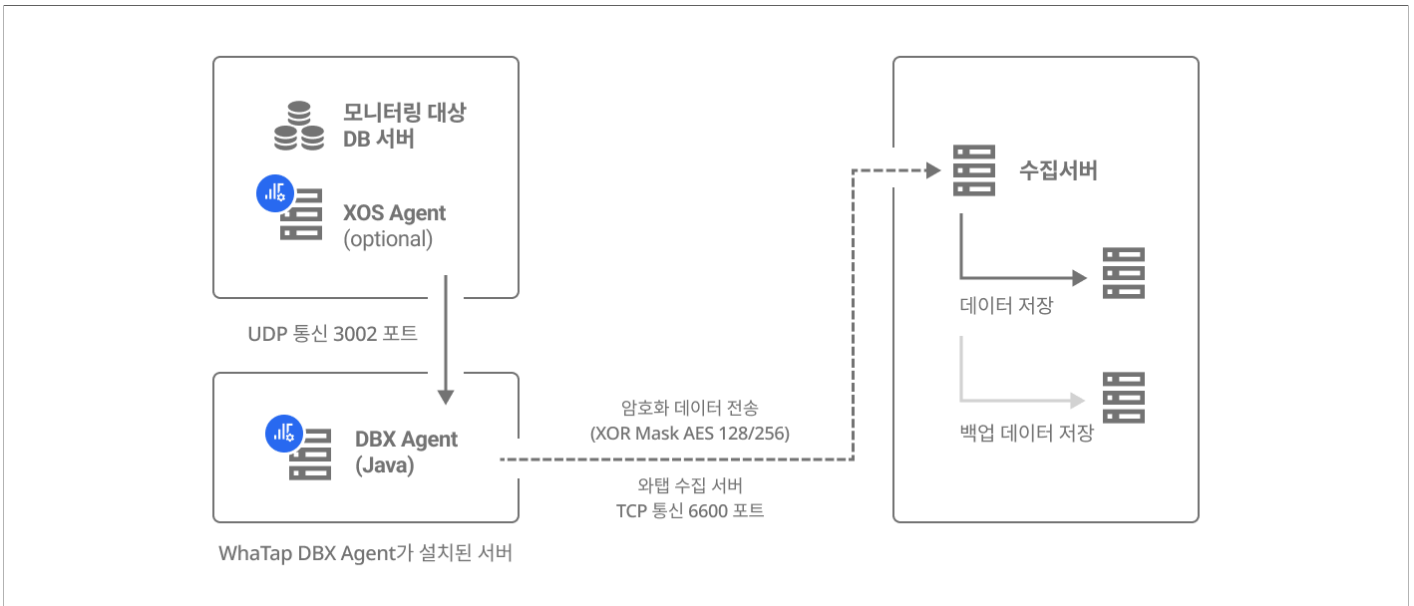 모니터링 대상
DB 서버
XOS Agent
(optional)
UDP 통신 3002 포트
DBX Agent
(Java)
WhaTap DBX Agent가 설치된 서버
암호화 데이터 전송
(XOR Mask AES 128/256)
와탭 수집 서버
TCP 통신 6600 포트
수집서버
데이터 저장
백업 데이터 저장